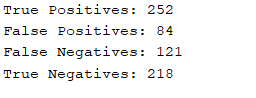 True Positives: 252
False Positives: 84
False Negatives: 121
True Negatives: 218